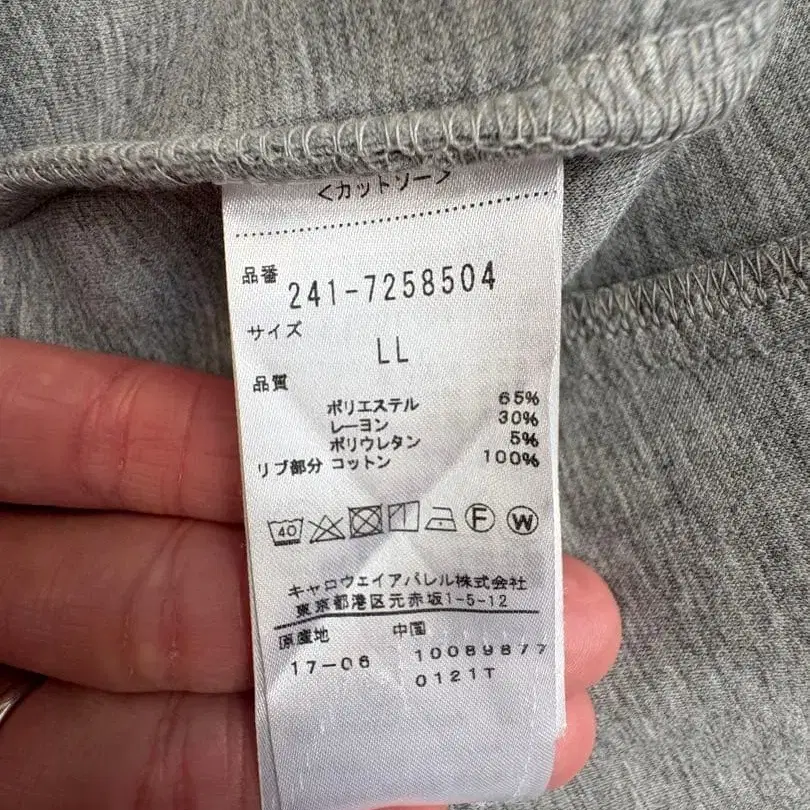 <カットソー>
品番 241-7258504
サイズ
LL
品質
ポリエステル 65%
レーヨン 30%
ポリウレタン 5%
リブ部分 コットン 100%
40 F W
キャロウェイアパレル株式会社
東京都港区元赤坂1-5-12
原産地 中国
17-06 10089877
0121T